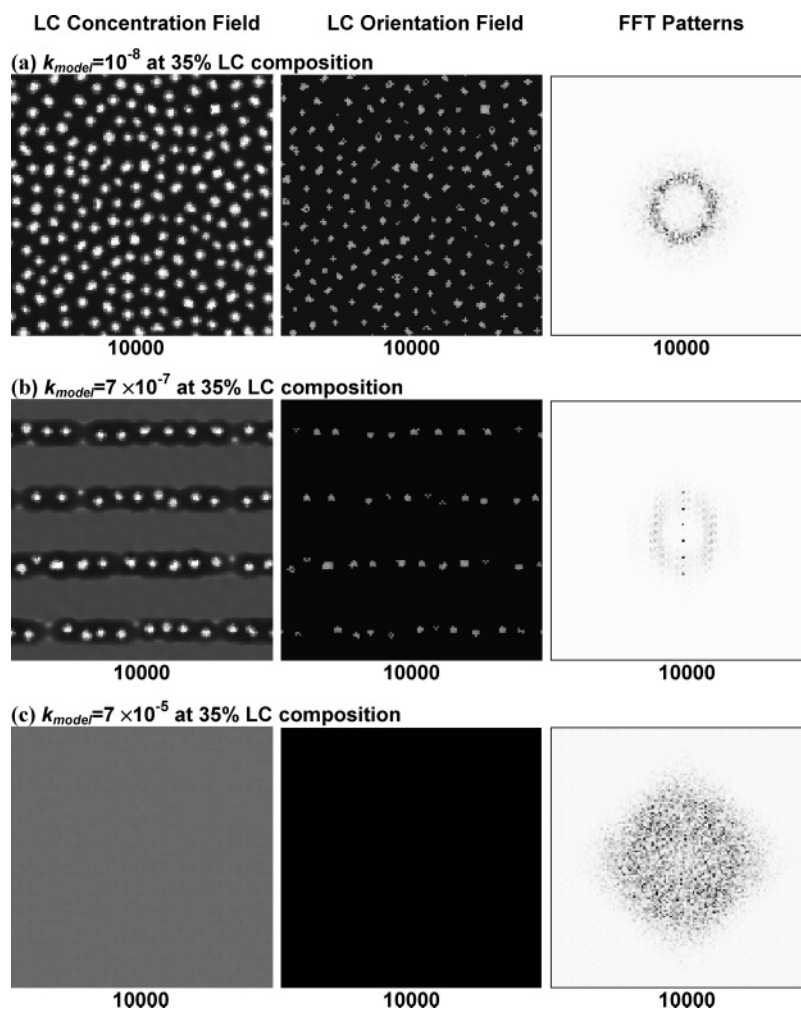 LC Concentration Field LC Orientation Field FFT Patterns
(a) kmodel=10⁻⁸ at 35% LC composition
10000 10000 10000
(b) kmodel=7 ×10⁻⁷ at 35% LC composition
10000 10000 10000
(c) kmodel=7 ×10⁻⁵ at 35% LC composition
10000 10000 10000